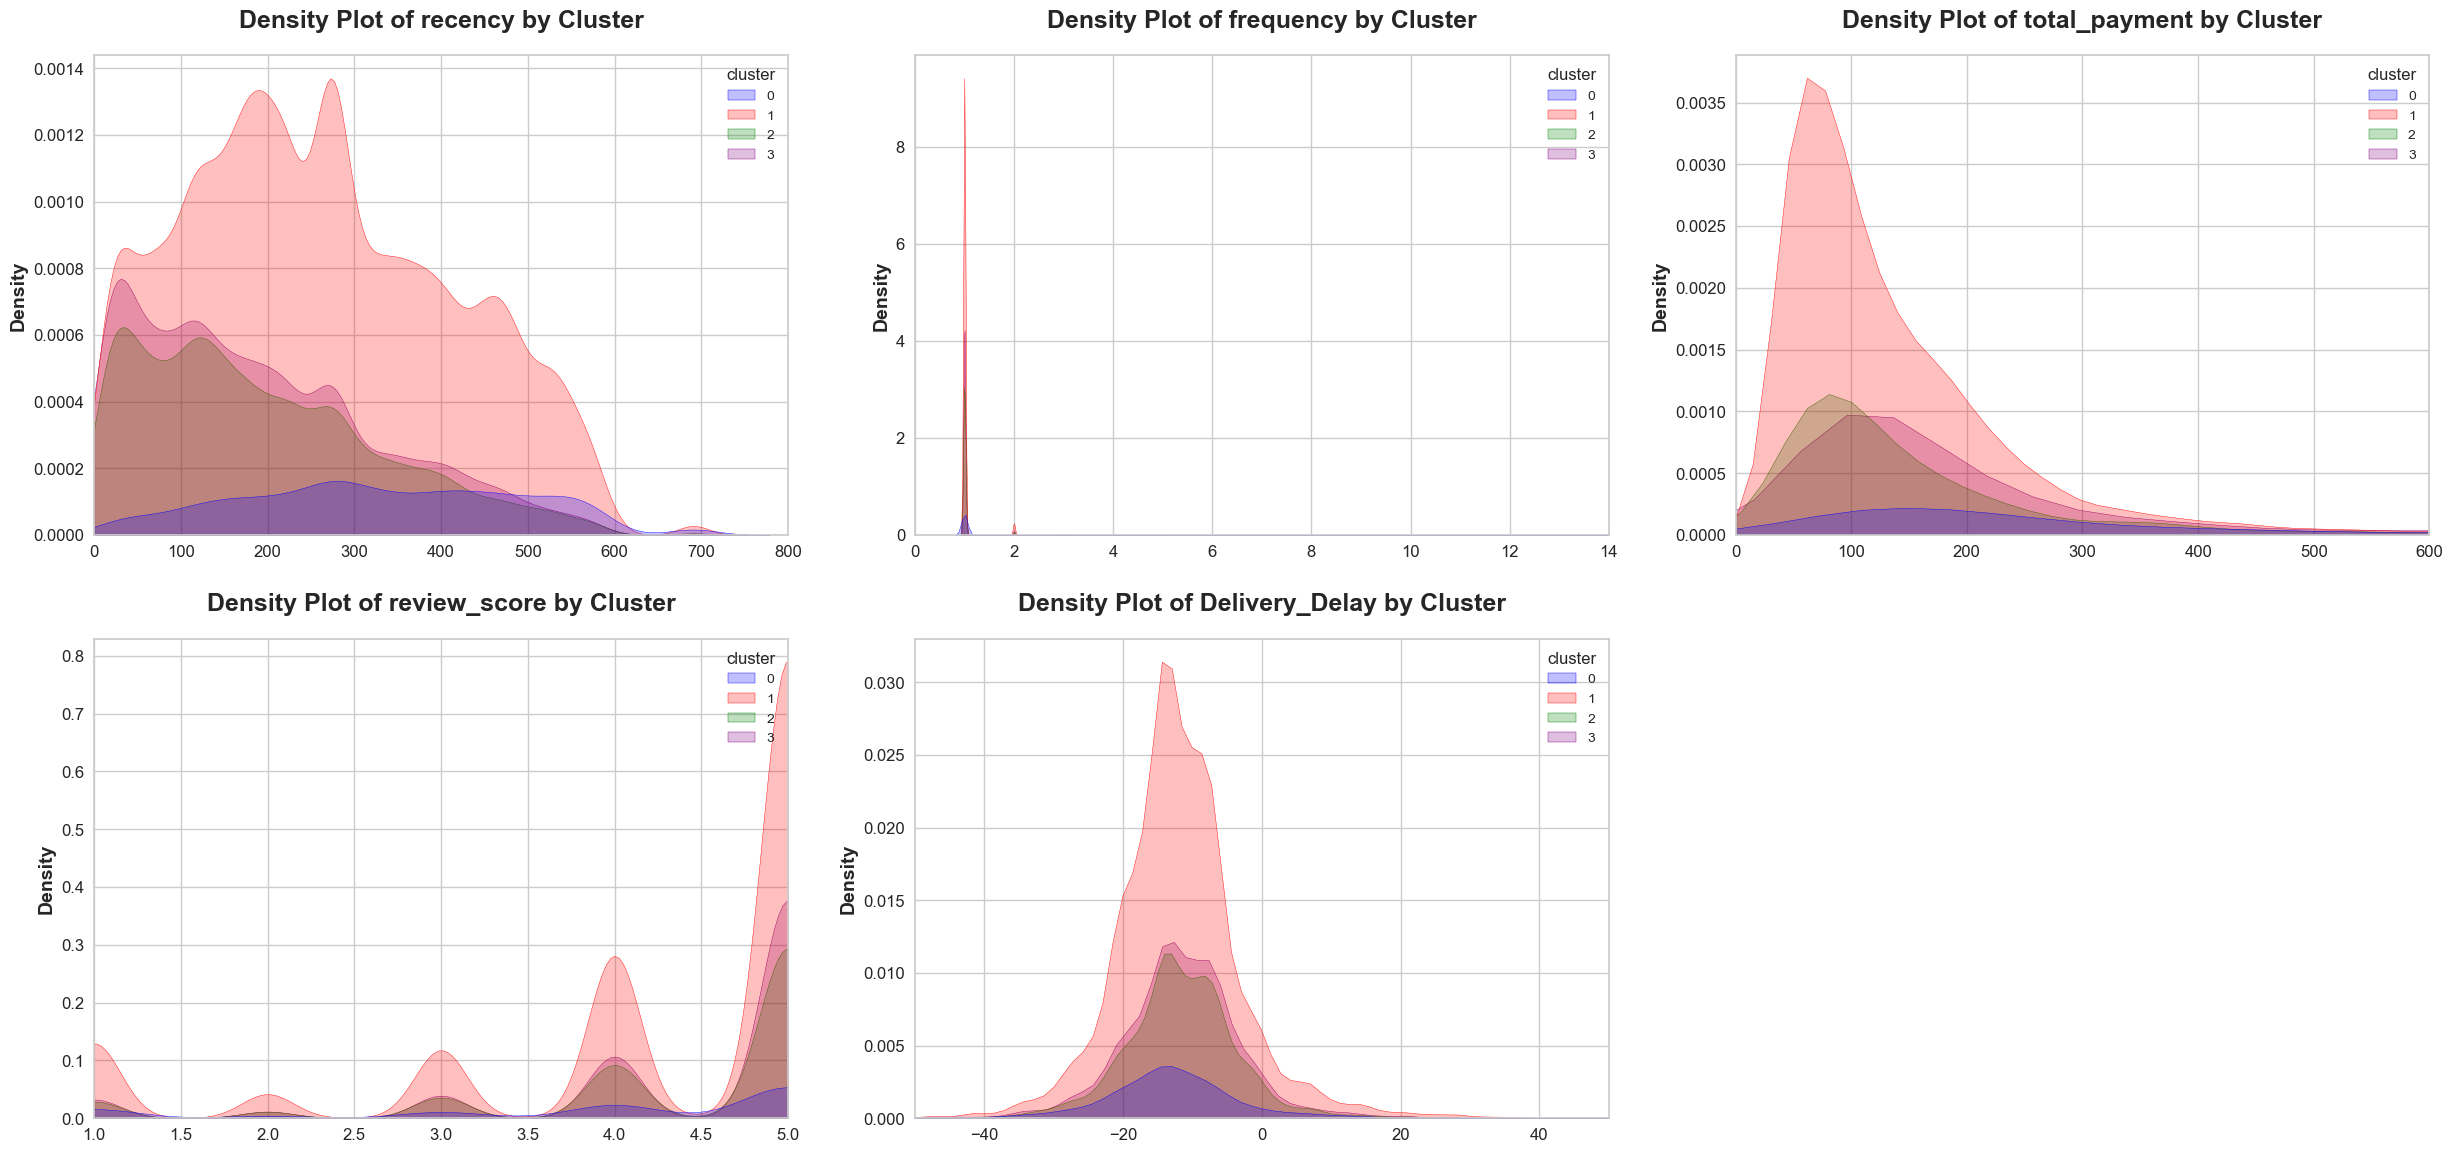 Density Plot of recency by Cluster
Density
0.0014
0.0012
0.0010
0.0008
0.0006
0.0004
0.0002
0.0000
0 100 200 300 400 500 600 700 800
cluster
0
1
2
3
Density Plot of frequency by Cluster
Density
8
6
4
2
0
0 2 4 6 8 10 12 14
cluster
0
1
2
3
Density Plot of total_payment by Cluster
Density
0.0035
0.0030
0.0025
0.0020
0.0015
0.0010
0.0005
0.0000
0 100 200 300 400 500 600
cluster
0
1
2
3
Density Plot of review_score by Cluster
Density
0.8
0.7
0.6
0.5
0.4
0.3
0.2
0.1
0.0
1.0 1.5 2.0 2.5 3.0 3.5 4.0 4.5 5.0
cluster
0
1
2
3
Density Plot of Delivery_Delay by Cluster
Density
0.030
0.025
0.020
0.015
0.010
0.005
0.000
−40 −20 0 20 40
cluster
0
1
2
3